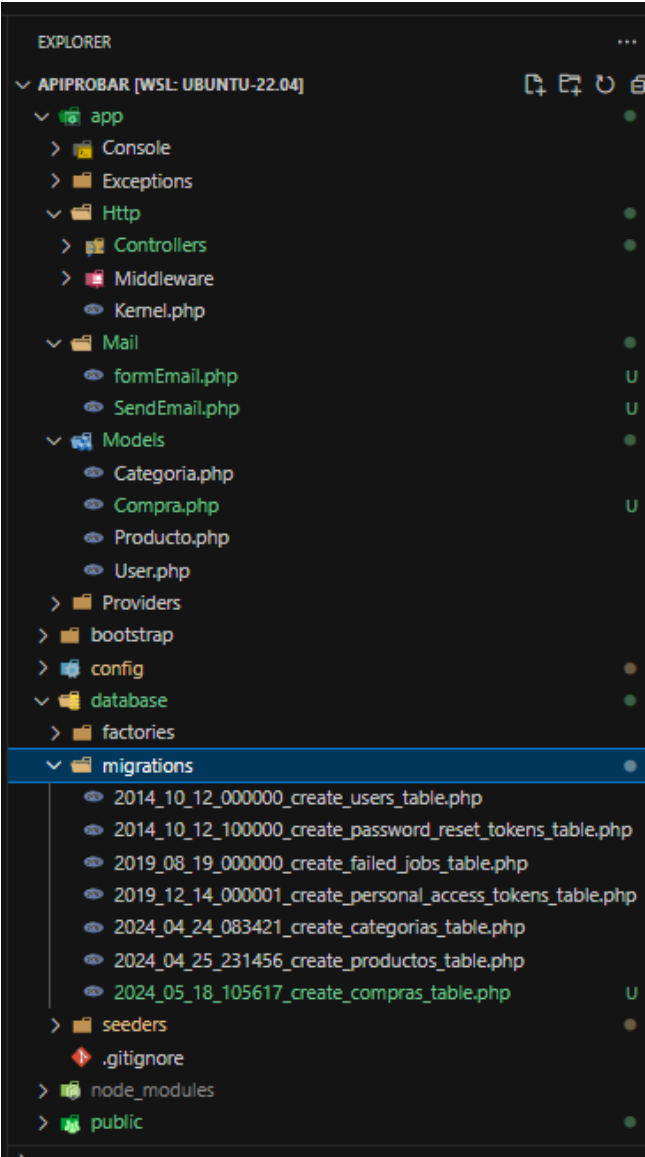 EXPLORER
APIPROBAR [WSL: UBUNTU-22.04]
app
Console
Exceptions
Http
Controllers
Middleware
Kernel.php
Mail
formEmail.php U
SendEmail.php U
Models
Categoria.php
Compra.php U
Producto.php
User.php
Providers
bootstrap
config
database
factories
migrations
2014_10_12_000000_create_users_table.php
2014_10_12_100000_create_password_reset_tokens_table.php
2019_08_19_000000_create_failed_jobs_table.php
2019_12_14_000001_create_personal_access_tokens_table.php
2024_04_24_083421_create_categorias_table.php
2024_04_25_231456_create_productos_table.php
2024_05_18_105617_create_compras_table.php U
seeders
.gitignore
node_modules
public